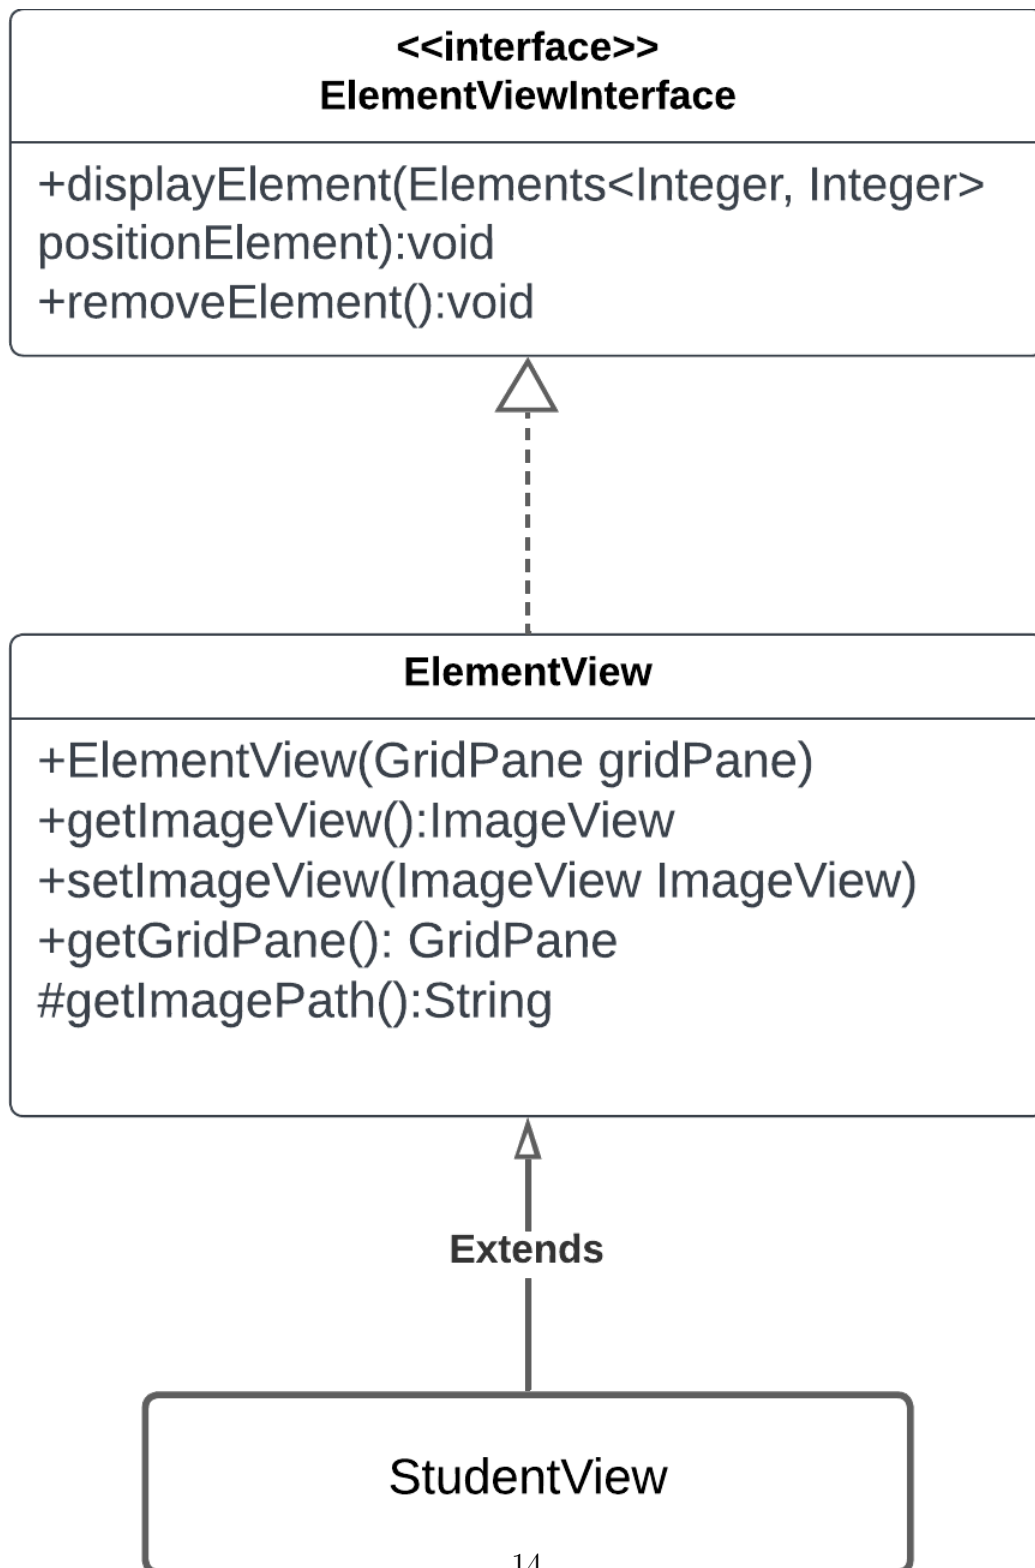 <<interface>>
ElementViewInterface
+displayElement(Elements<Integer, Integer>
positionElement):void
+removeElement():void
ElementView
+ElementView(GridPane gridPane)
+getImageView():ImageView
+setImageView(ImageView ImageView)
+getGridPane(): GridPane
#getImagePath():String
Extends
StudentView
14